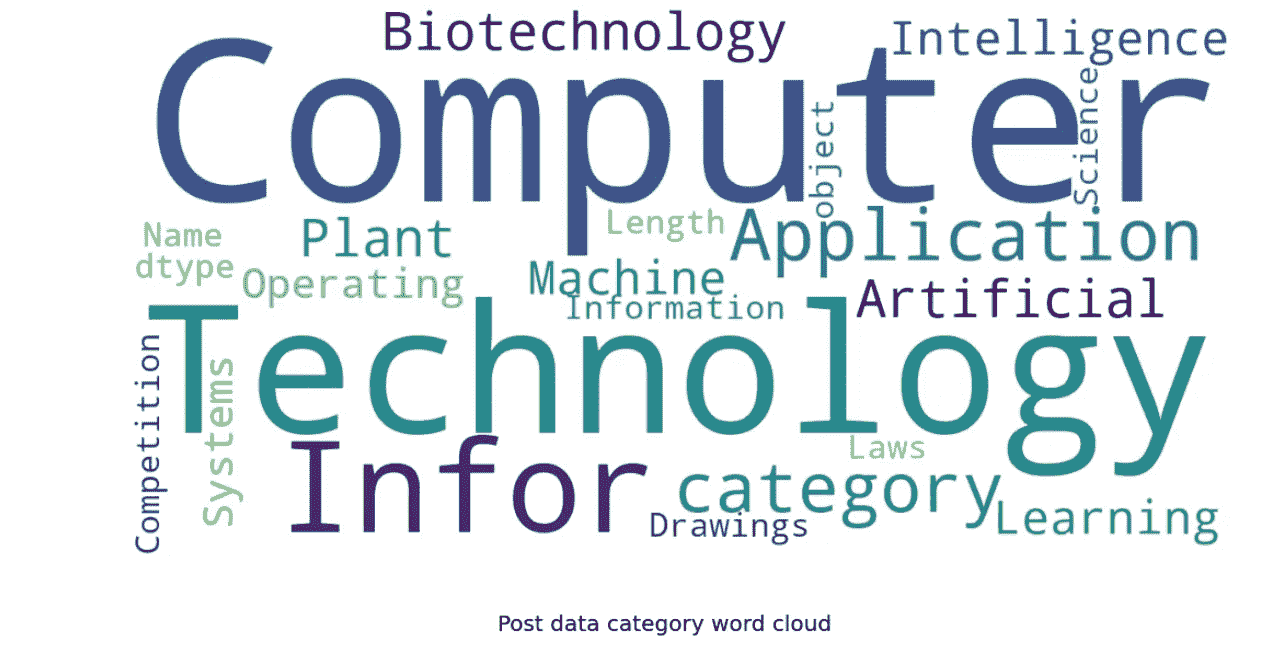 Biotechnology
Intelligence
Computer
object
Science
Name
Plant
Length
Application
dtype
Operating
Machine
Information
Artificial
Technology
Competition
Systems
Infor
Laws
category
Drawings
Learning
Post data category word cloud